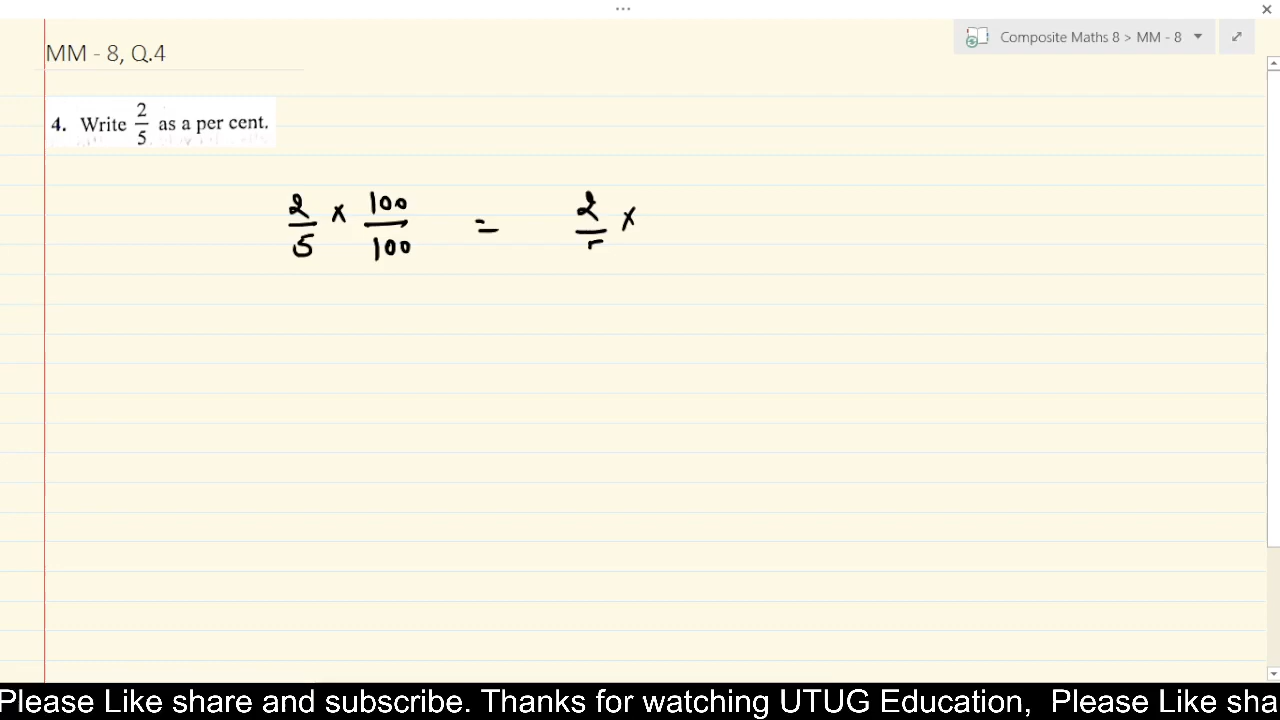 Composite Maths 8 > MM - 8
MM - 8, Q.4
4. Write 2/5 as a per cent.
2/5 × 100/100 = 2/5 ×
Please Like share and subscribe. Thanks for watching UTUG Education, Please Like sha